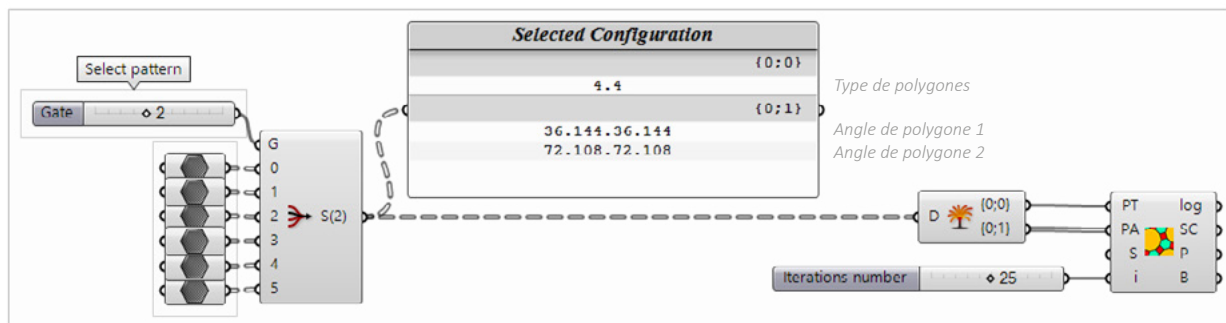 Selected Configuration
{0;0}
4.4
Type de polygones
{0;1}
36.144.36.144
Angle de polygone 1
72.108.72.108
Angle de polygone 2
Select pattern
Gate 2
G
0
1
2
3
4
5
S(2)
D {0;0}
{0;1}
PT log
PA SC
S P
i B
Iterations number 25